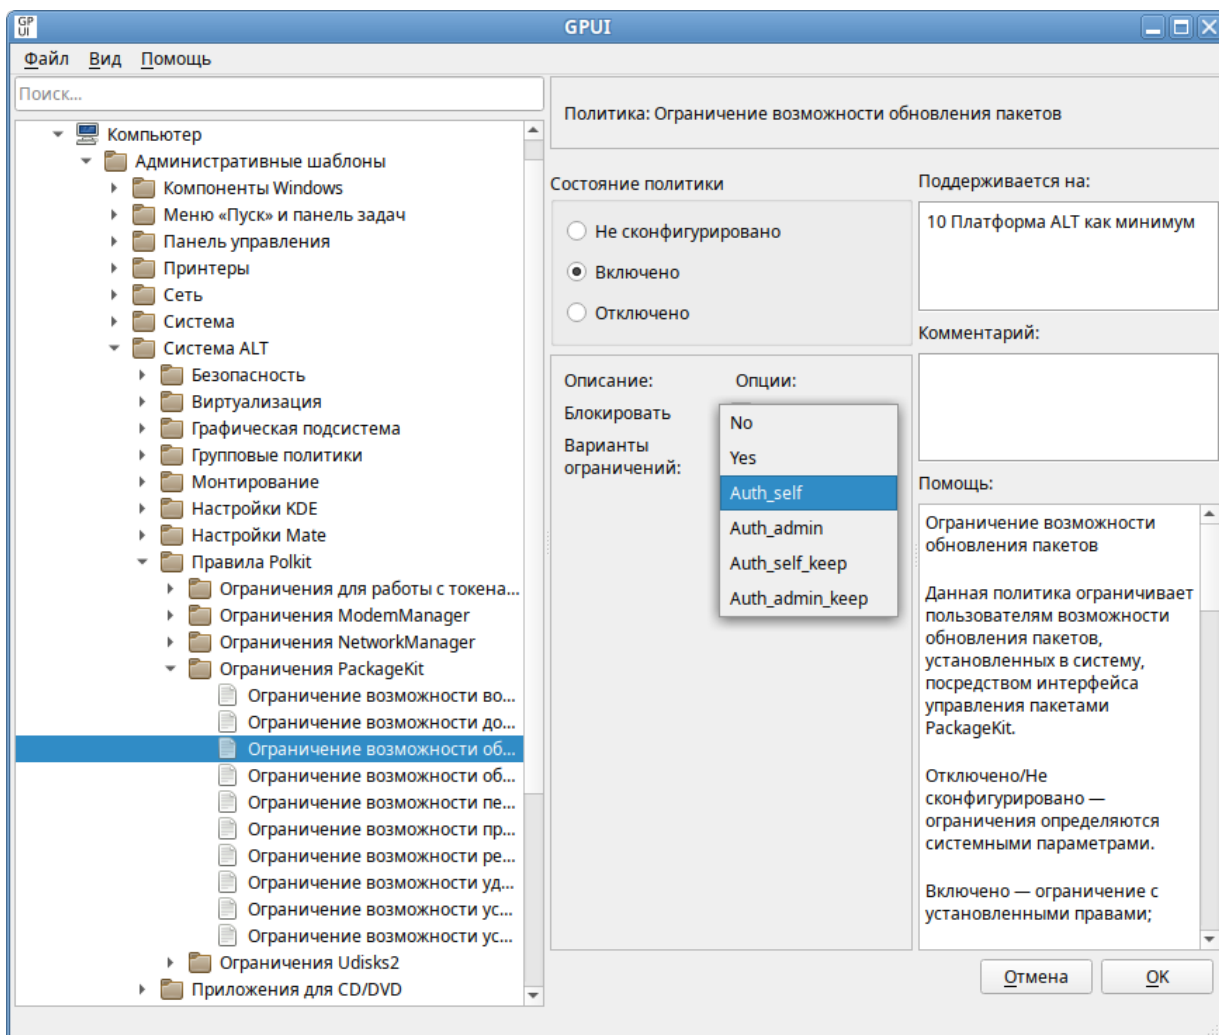 GP
UI
GPUI
Файл Вид Помощь
Поиск...
Компьютер
Административные шаблоны
Компоненты Windows
Меню «Пуск» и панель задач
Панель управления
Принтеры
Сеть
Система
Система ALT
Безопасность
Виртуализация
Графическая подсистема
Групповые политики
Монтирование
Настройки KDE
Настройки Mate
Правила Polkit
Ограничения для работы с токена...
Ограничения ModemManager
Ограничения NetworkManager
Ограничения PackageKit
Ограничение возможности во...
Ограничение возможности до...
Ограничение возможности об...
Ограничение возможности об...
Ограничение возможности пе...
Ограничение возможности пр...
Ограничение возможности ре...
Ограничение возможности уд...
Ограничение возможности ус...
Ограничение возможности ус...
Ограничения Udisks2
Приложения для CD/DVD
Политика: Ограничение возможности обновления пакетов
Состояние политики
Не сконфигурировано
Включено
Отключено
Описание: Опции:
Блокировать
Варианты
ограничений:
No
Yes
Auth_self
Auth_admin
Auth_self_keep
Auth_admin_keep
Поддерживается на:
10 Платформа ALT как минимум
Комментарий:
Помощь:
Ограничение возможности
обновления пакетов
Данная политика ограничивает
пользователям возможности
обновления пакетов,
установленных в систему,
посредством интерфейса
управления пакетами
PackageKit.
Отключено/Не
сконфигурировано —
ограничения определяются
системными параметрами.
Включено — ограничение с
установленными правами;
Отмена OK